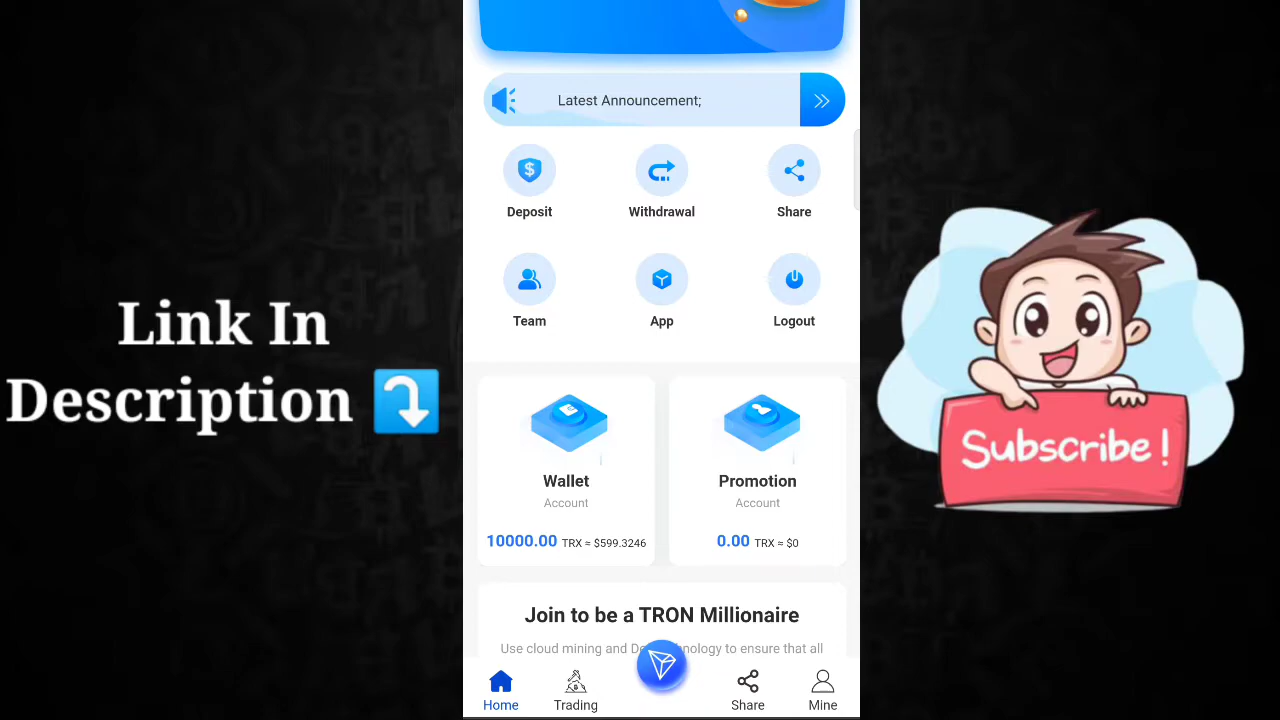 Link In
Description
Latest Announcement;
Deposit
Withdrawal
Share
Team
App
Logout
Wallet
Account
10000.00 TRX ≈ $599.3246
Promotion
Account
0.00 TRX ≈ $0
Join to be a TRON Millionaire
Use cloud mining and to ensure that all
Home
Trading
Share
Mine
Subscribe!